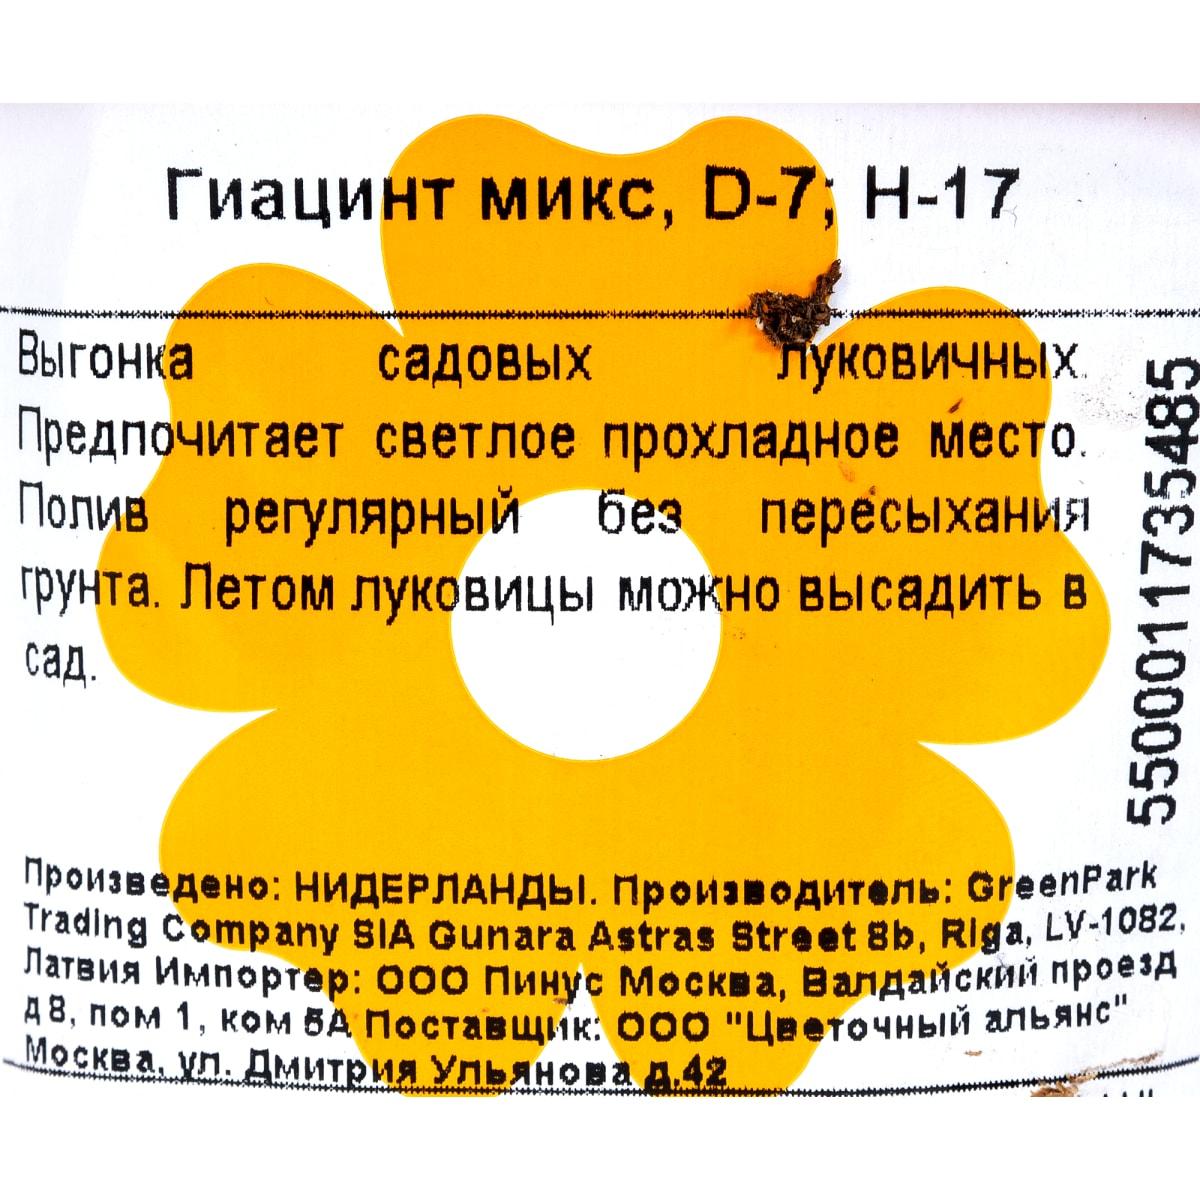 Гиацинт микс, D-7; H-17
Выгонка садовых луковичных.
Предпочитает светлое прохладное место.
Полив регулярный без пересыхания
грунта. Летом луковицы можно высадить в
сад.
5500011735485
Произведено: НИДЕРЛАНДЫ. Производитель: GreenPark
Trading Company SIA Gunara Astras Street 8b, Riga, LV-1082,
Латвия Импортер: ООО Пинус Москва, Валдайский проезд
д 8, пом 1, ком 5А Поставщик: ООО "Цветочный альянс"
Москва, ул. Дмитрия Ульянова д.42